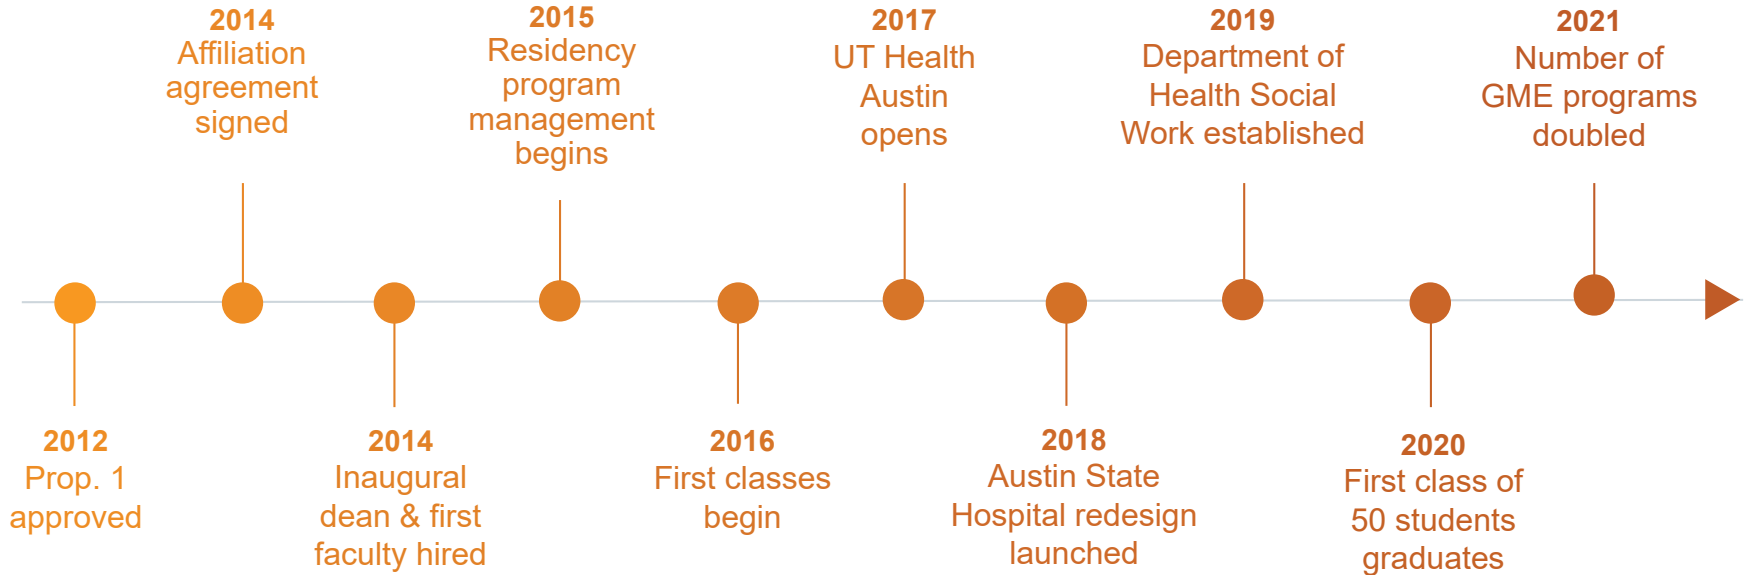 2012
Prop. 1
approved
2014
Affiliation
agreement
signed
2014
Inaugural
dean & first
faculty hired
2015
Residency
program
management
begins
2016
First classes
begin
2017
UT Health
Austin
opens
2018
Austin State
Hospital redesign
launched
2019
Department of
Health Social
Work established
2020
First class of
50 students
graduates
2021
Number of
GME programs
doubled